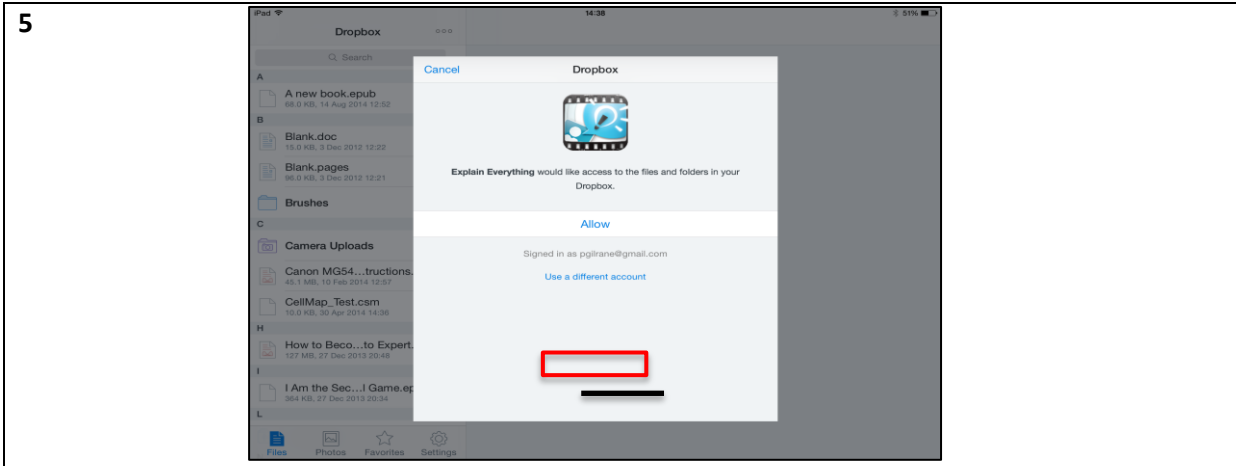 5
iPad 14:38 51%
Dropbox
Search
A
A new book.epub
68.0 KB, 14 Aug 2014 12:52
B
Blank.doc
15.0 KB, 3 Dec 2012 12:22
Blank.pages
96.0 KB, 3 Dec 2012 12:21
Brushes
C
Camera Uploads
Canon MG54...tructions.
45.1 MB, 10 Feb 2014 12:57
CellMap_Test.csm
10.0 KB, 30 Apr 2014 14:36
H
How to Beco...to Expert.
127 MB, 27 Dec 2013 20:48
I
I Am the Sec...l Game.ep
364 KB, 27 Dec 2013 20:34
L
Files Photos Favorites Settings
Cancel Dropbox
Explain Everything would like access to the files and folders in your
Dropbox.
Allow
Signed in as pgilrane@gmail.com
Use a different account